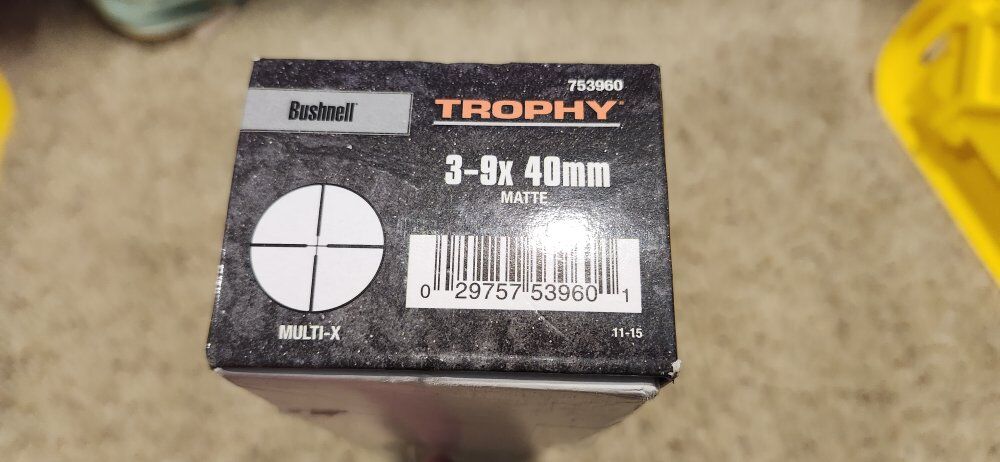 753960
Bushnell
TROPHY
3-9x 40mm
MATTE
MULTI-X
0 29757 53960 1
11-15